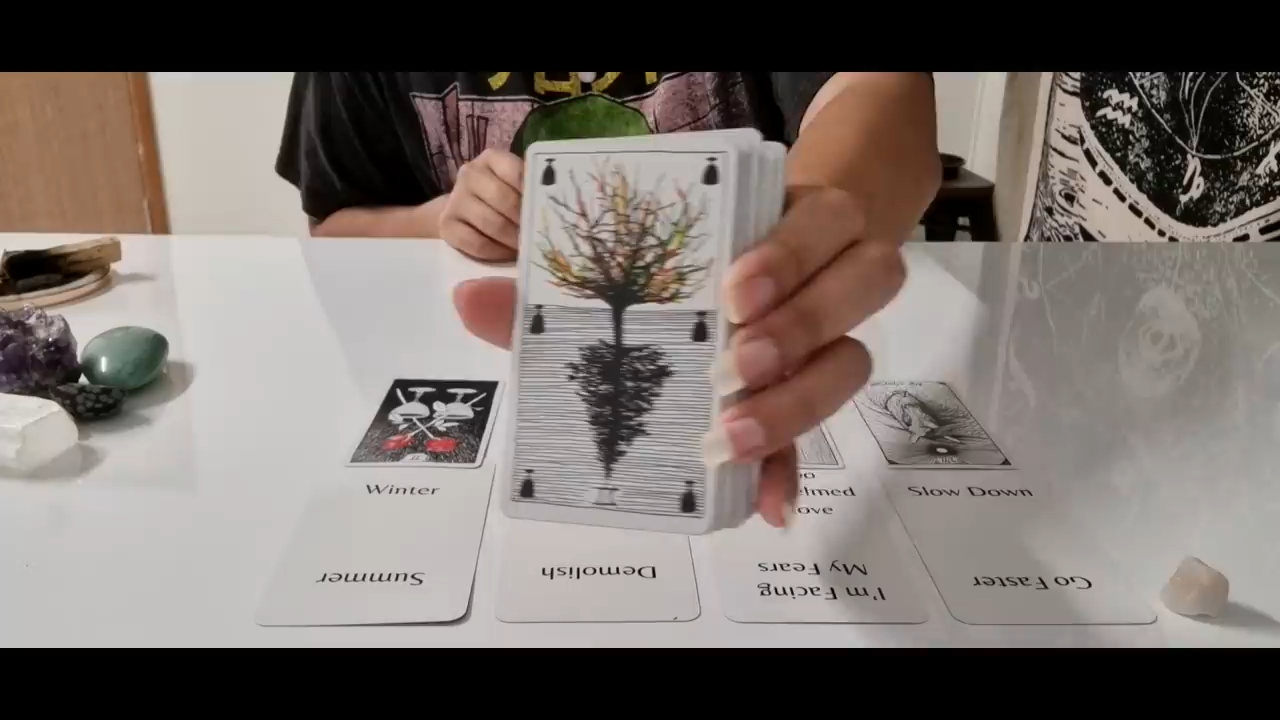 Winter
Slow Down
Summer
Demolish
I'm Facing
My Fears
Go Faster